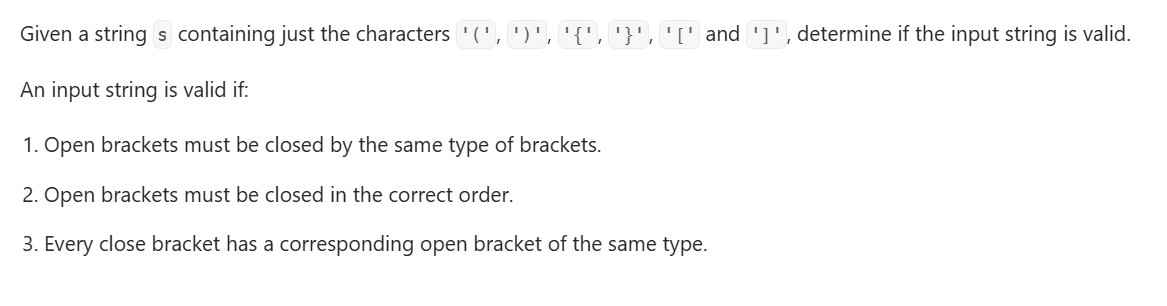 Given a string s containing just the characters '(', ')', '{', '}', '[' and ']', determine if the input string is valid.
An input string is valid if:
1. Open brackets must be closed by the same type of brackets.
2. Open brackets must be closed in the correct order.
3. Every close bracket has a corresponding open bracket of the same type.